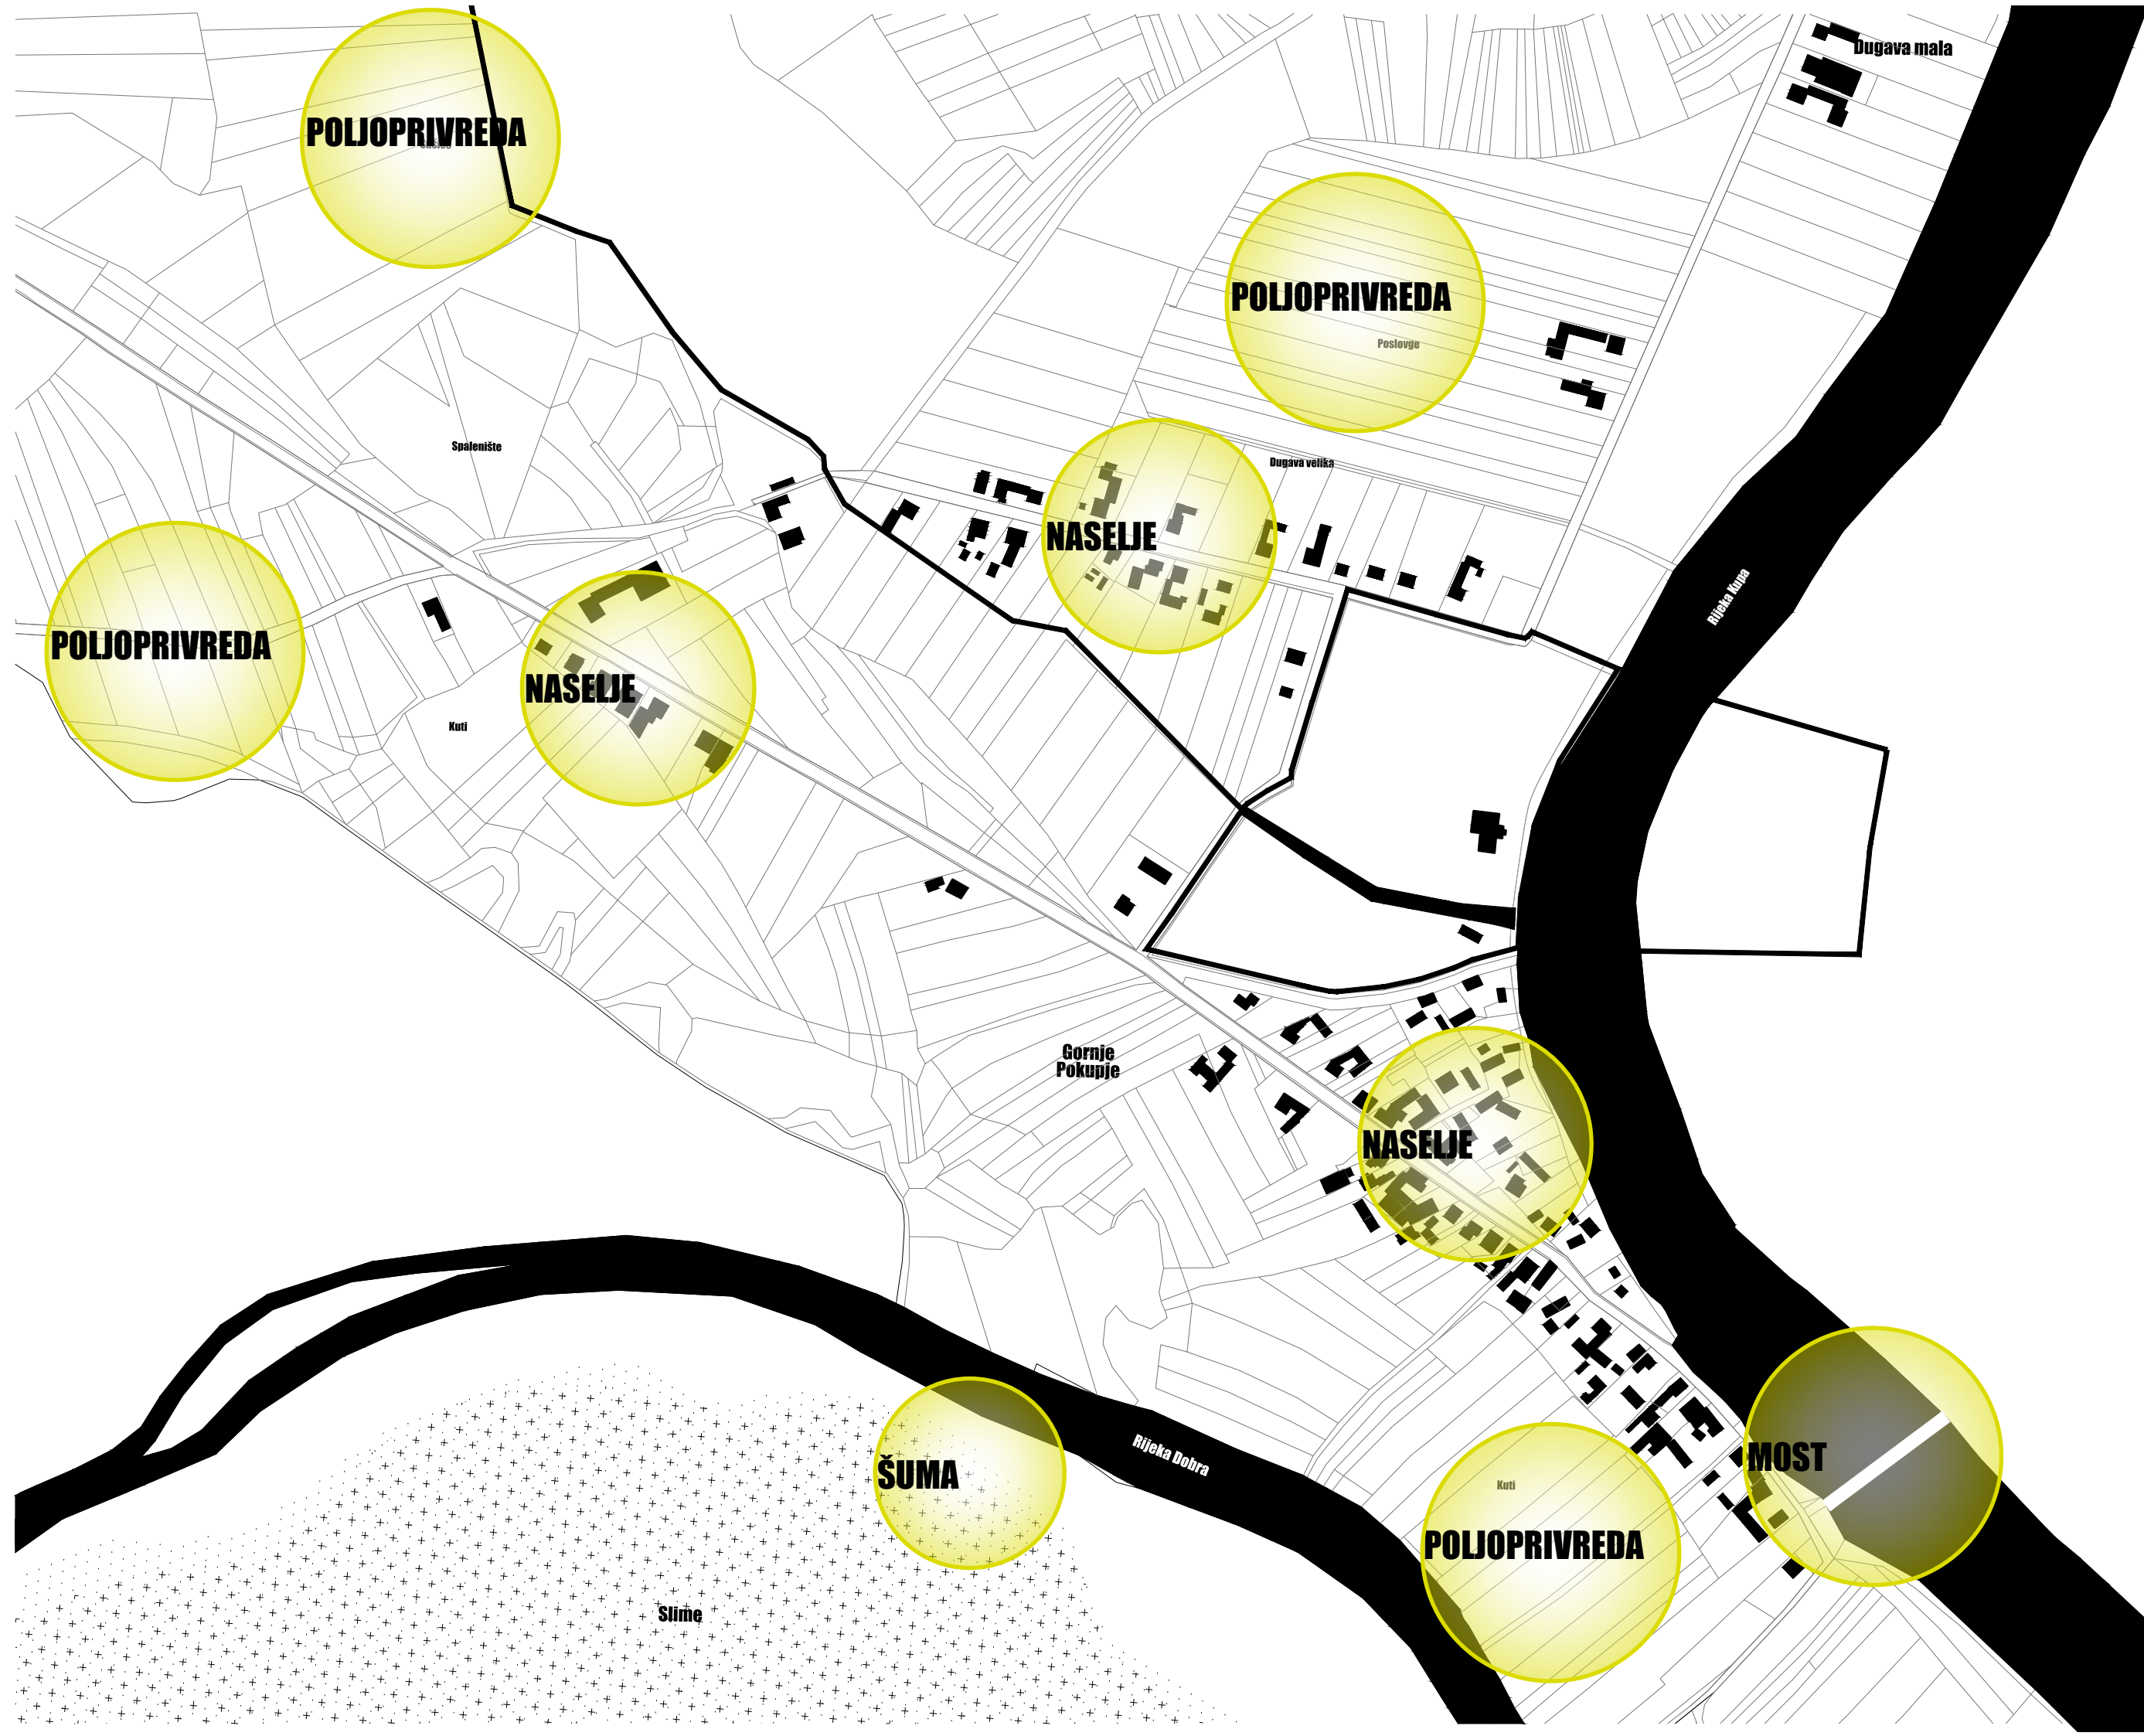 Dugava mala
POLJOPRIVREDA
POLJOPRIVREDA
Poslovge
Spalenište
Dugava velika
NASELJE
Rijeka Kupa
POLJOPRIVREDA
NASELJE
Kuti
Gornje
Pokupje
NASELJE
Rijeka Dobra
MOST
ŠUMA
Kuti
POLJOPRIVREDA
Slime